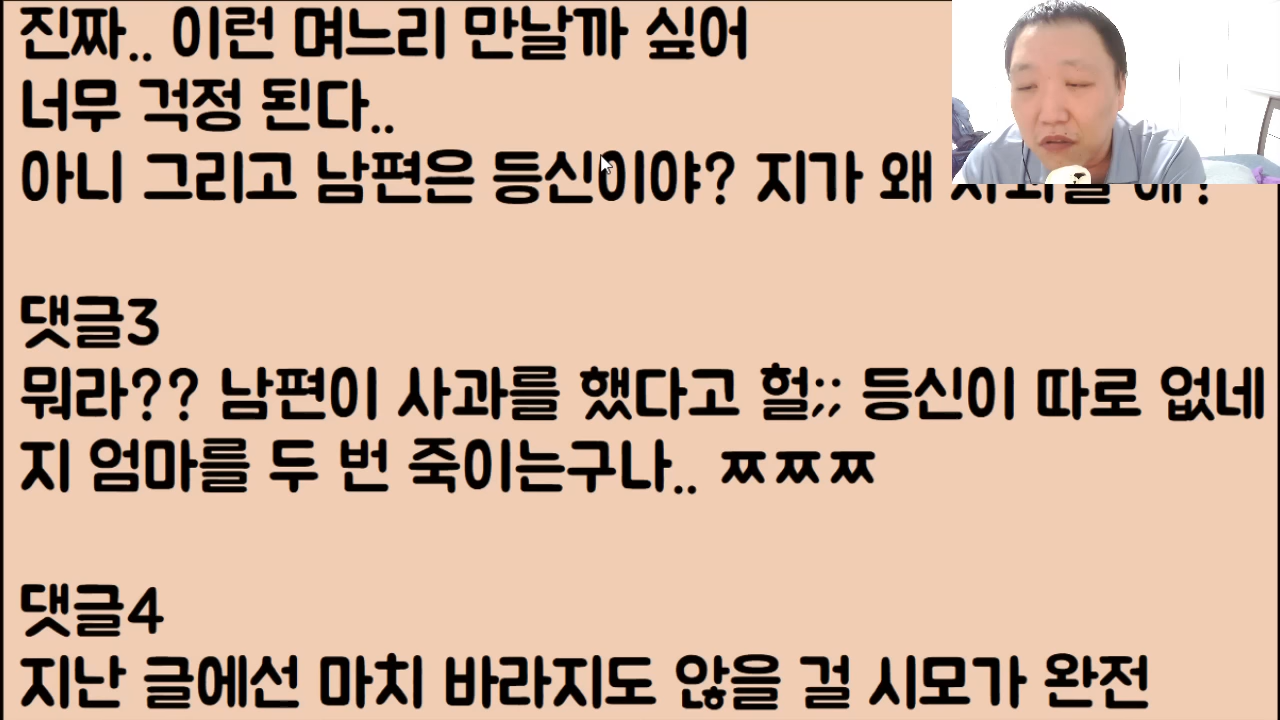 진짜.. 이런 며느리 만날까 싶어
너무 걱정 된다..
아니 그리고 남편은 등신이야? 지가 왜
댓글3
뭐라?? 남편이 사과를 했다고 헐;; 등신이 따로 없네
지 엄마를 두 번 죽이는구나.. ㅉㅉㅉ
댓글4
지난 글에선 마치 바라지도 않을 걸 시모가 완전